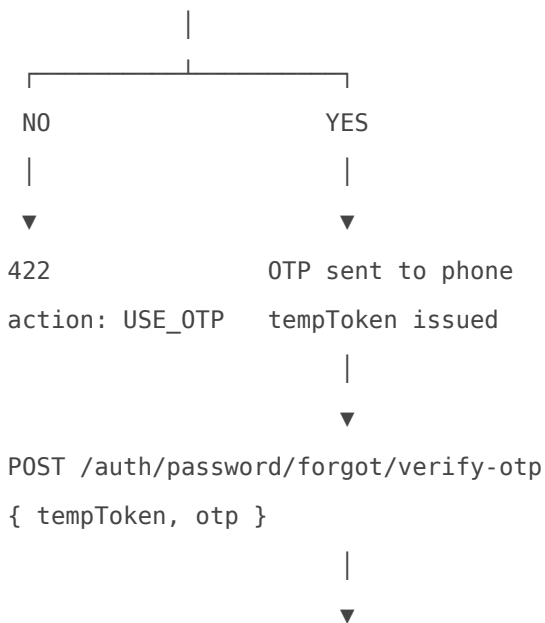 NO YES
422 OTP sent to phone
action: USE_OTP tempToken issued
POST /auth/password/forgot/verify-otp
{ tempToken, otp }